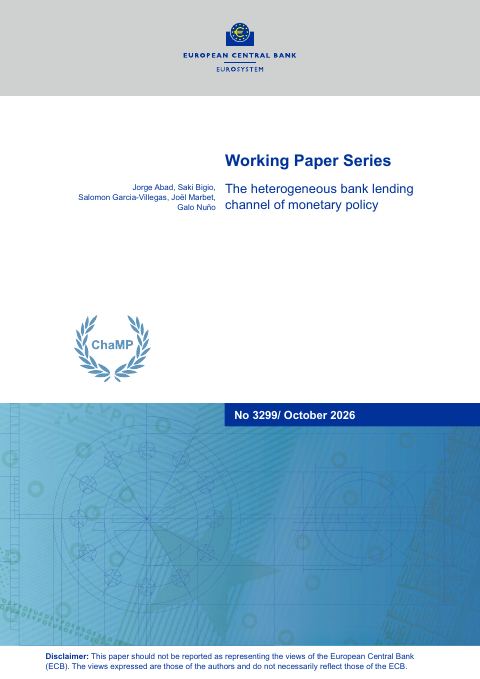 EUROPEAN CENTRAL BANK
EUROSYSTEM
Working Paper Series
Jorge Abad, Saki Bigio,
Salomon Garcia-Villegas, Joël Marbet,
Galo Nuño
The heterogeneous bank lending
channel of monetary policy
ChaMP
No 3299/ October 2026
Disclaimer: This paper should not be reported as representing the views of the European Central Bank
(ECB). The views expressed are those of the authors and do not necessarily reflect those of the ECB.